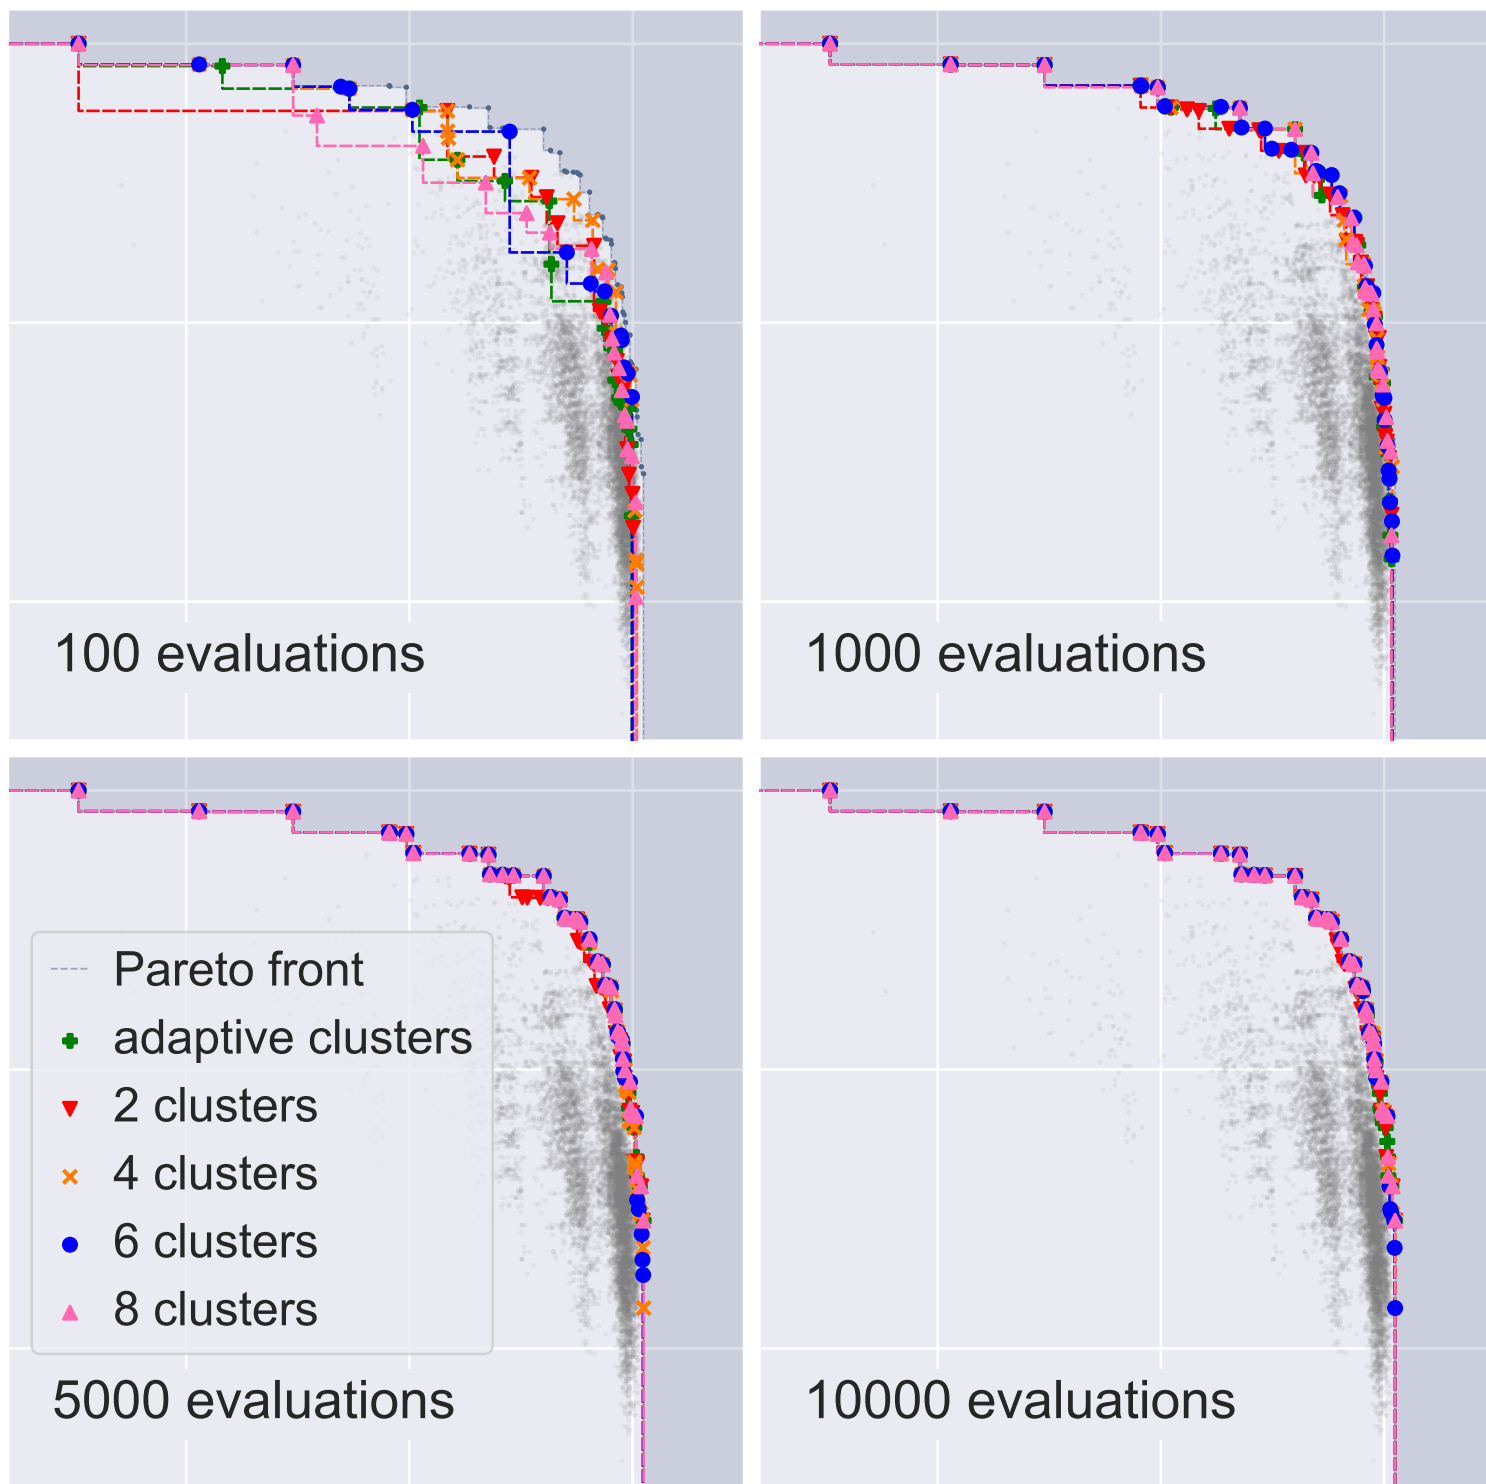 100 evaluations
1000 evaluations
Pareto front
adaptive clusters
2 clusters
4 clusters
6 clusters
8 clusters
5000 evaluations
10000 evaluations